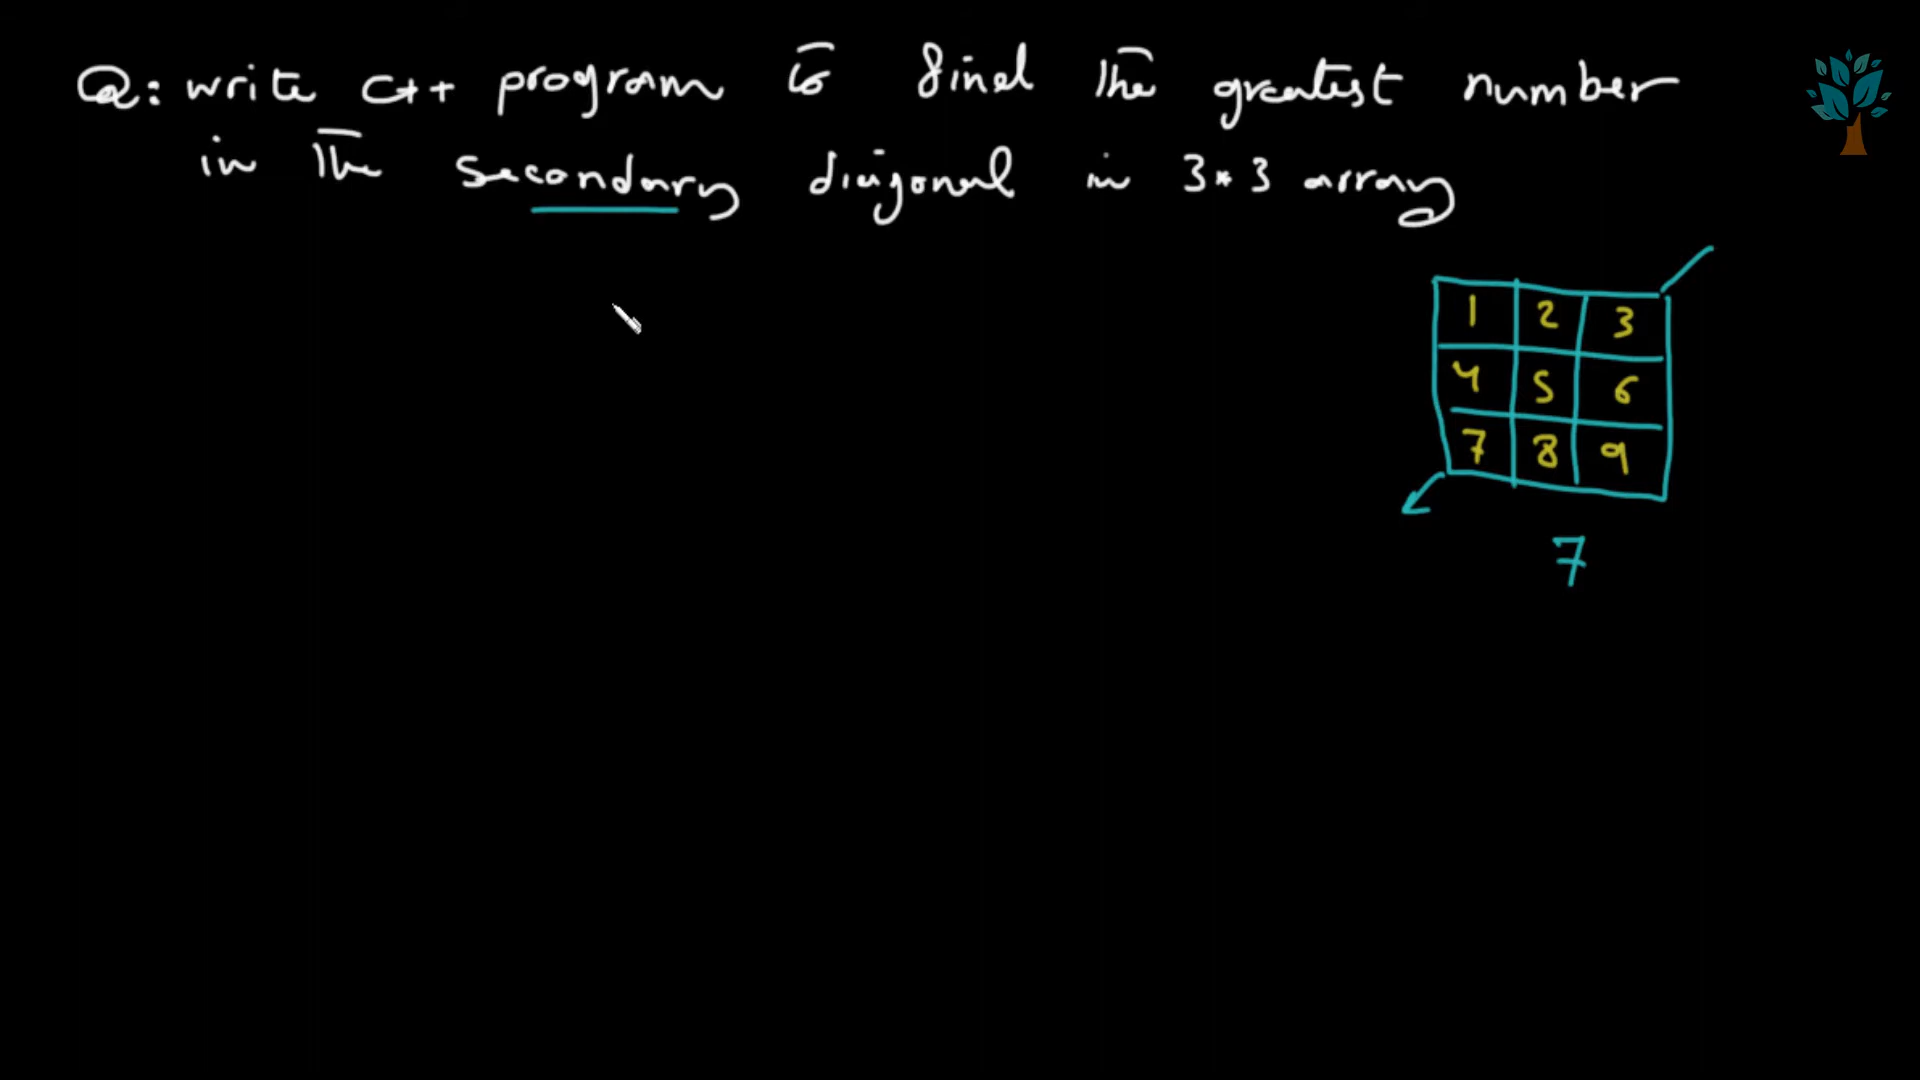 Q: write C++ program to find the greatest number
in the secondary diagonal in 3*3 array
1 2 3
4 5 6
7 8 9
7